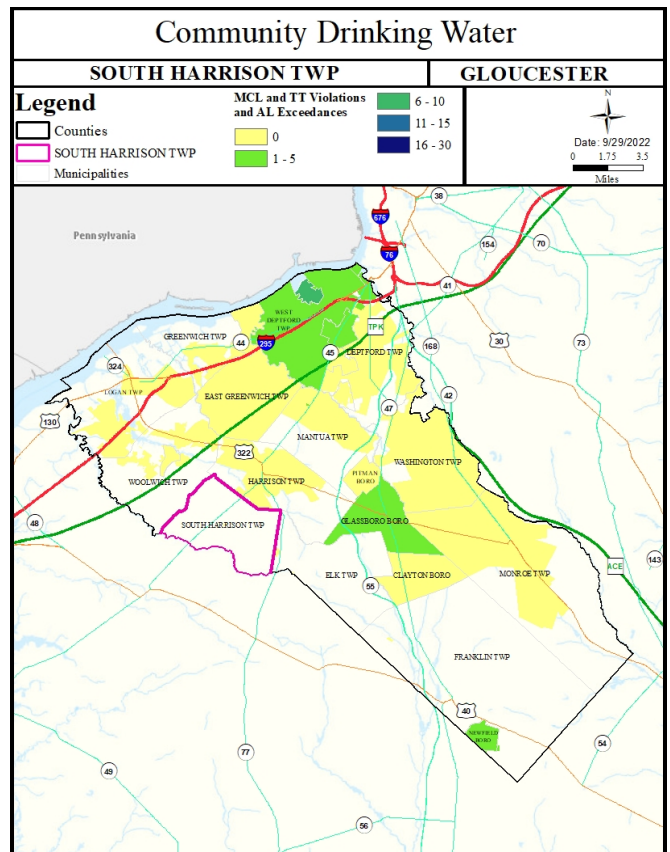 Community Drinking Water
SOUTH HARRISON TWP
GLOUCESTER
Legend
Counties
SOUTH HARRISON TWP
Municipalities
MCL and TT Violations
and AL Exceedances
0
1 - 5
6 - 10
11 - 15
16 - 30
N
Date: 9/29/2022
0 1.75 3.5
Miles
Pennsylvania
38
676
154
70
76
41
WEST
DEPTFORD
TWP
GREENWICH TWP
44
295
TPK
45
DEPTFORD TWP
168
30
73
324
LOGAN TWP
EAST GREENWICH TWP
47
42
130
MANTUA TWP
322
WASHINGTON TWP
PITMAN
BORO
WOOLWICH TWP
HARRISON TWP
48
SOUTH HARRISON TWP
GLASSBORO BORO
143
ACE
ELK TWP
55
CLAYTON BORO
MONROE TWP
FRANKLIN TWP
40
NEWFIELD
BORO
54
77
49
56